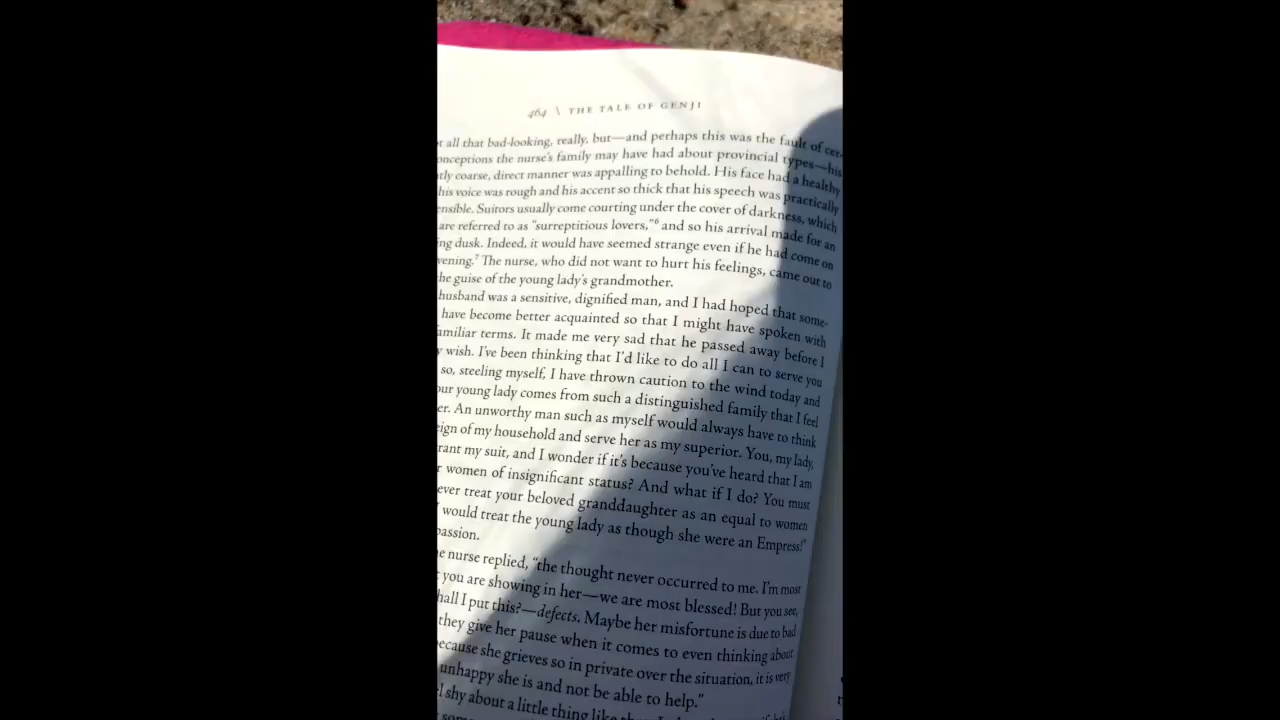 464 \ THE TALE OF GENJI
all that bad-looking, really, but—and perhaps this was the fault of cer-
onceptions the nurse's family may have had about provincial types—his
tly coarse, direct manner was appalling to behold. His face had a healthy
his voice was rough and his accent so thick that his speech was practically
ensible. Suitors usually come courting under the cover of darkness, which
are referred to as “surreptitious lovers,”6 and so his arrival made for an
ing dusk. Indeed, it would have seemed strange even if he had come on
vening.7 The nurse, who did not want to hurt his feelings, came out to
he guise of the young lady's grandmother.
husband was a sensitive, dignified man, and I had hoped that some-
have become better acquainted so that I might have spoken with
amiliar terms. It made me very sad that he passed away before I
y wish. I've been thinking that I'd like to do all I can to serve you
so, steeling myself, I have thrown caution to the wind today and
our young lady comes from such a distinguished family that I feel
er. An unworthy man such as myself would always have to think
eign of my household and serve her as my superior. You, my lady,
rant my suit, and I wonder if it's because you've heard that I am
r women of insignificant status? And what if I do? You must
ever treat your beloved granddaughter as an equal to women
would treat the young lady as though she were an Empress!”
passion.
e nurse replied, “the thought never occurred to me. I'm most
you are showing in her—we are most blessed! But you see,
hall I put this?—defects. Maybe her misfortune is due to bad
they give her pause when it comes to even thinking about
ecause she grieves so in private over the situation, it is very
unhappy she is and not be able to help.”
l shy about a little thing like